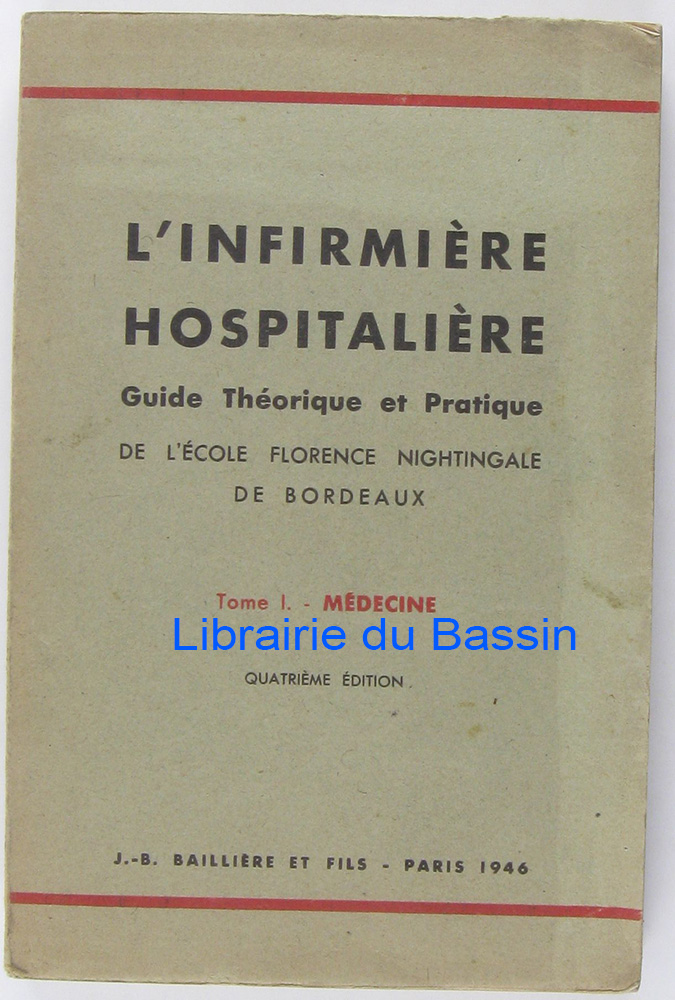 L'INFIRMIÈRE
HOSPITALIÈRE
Guide Théorique et Pratique
DE L'ÉCOLE FLORENCE NIGHTINGALE
DE BORDEAUX
Tome I. - MÉDECINE
Librairie du Bassin
QUATRIÈME ÉDITION
J.-B. BAILLIÈRE ET FILS - PARIS 1946